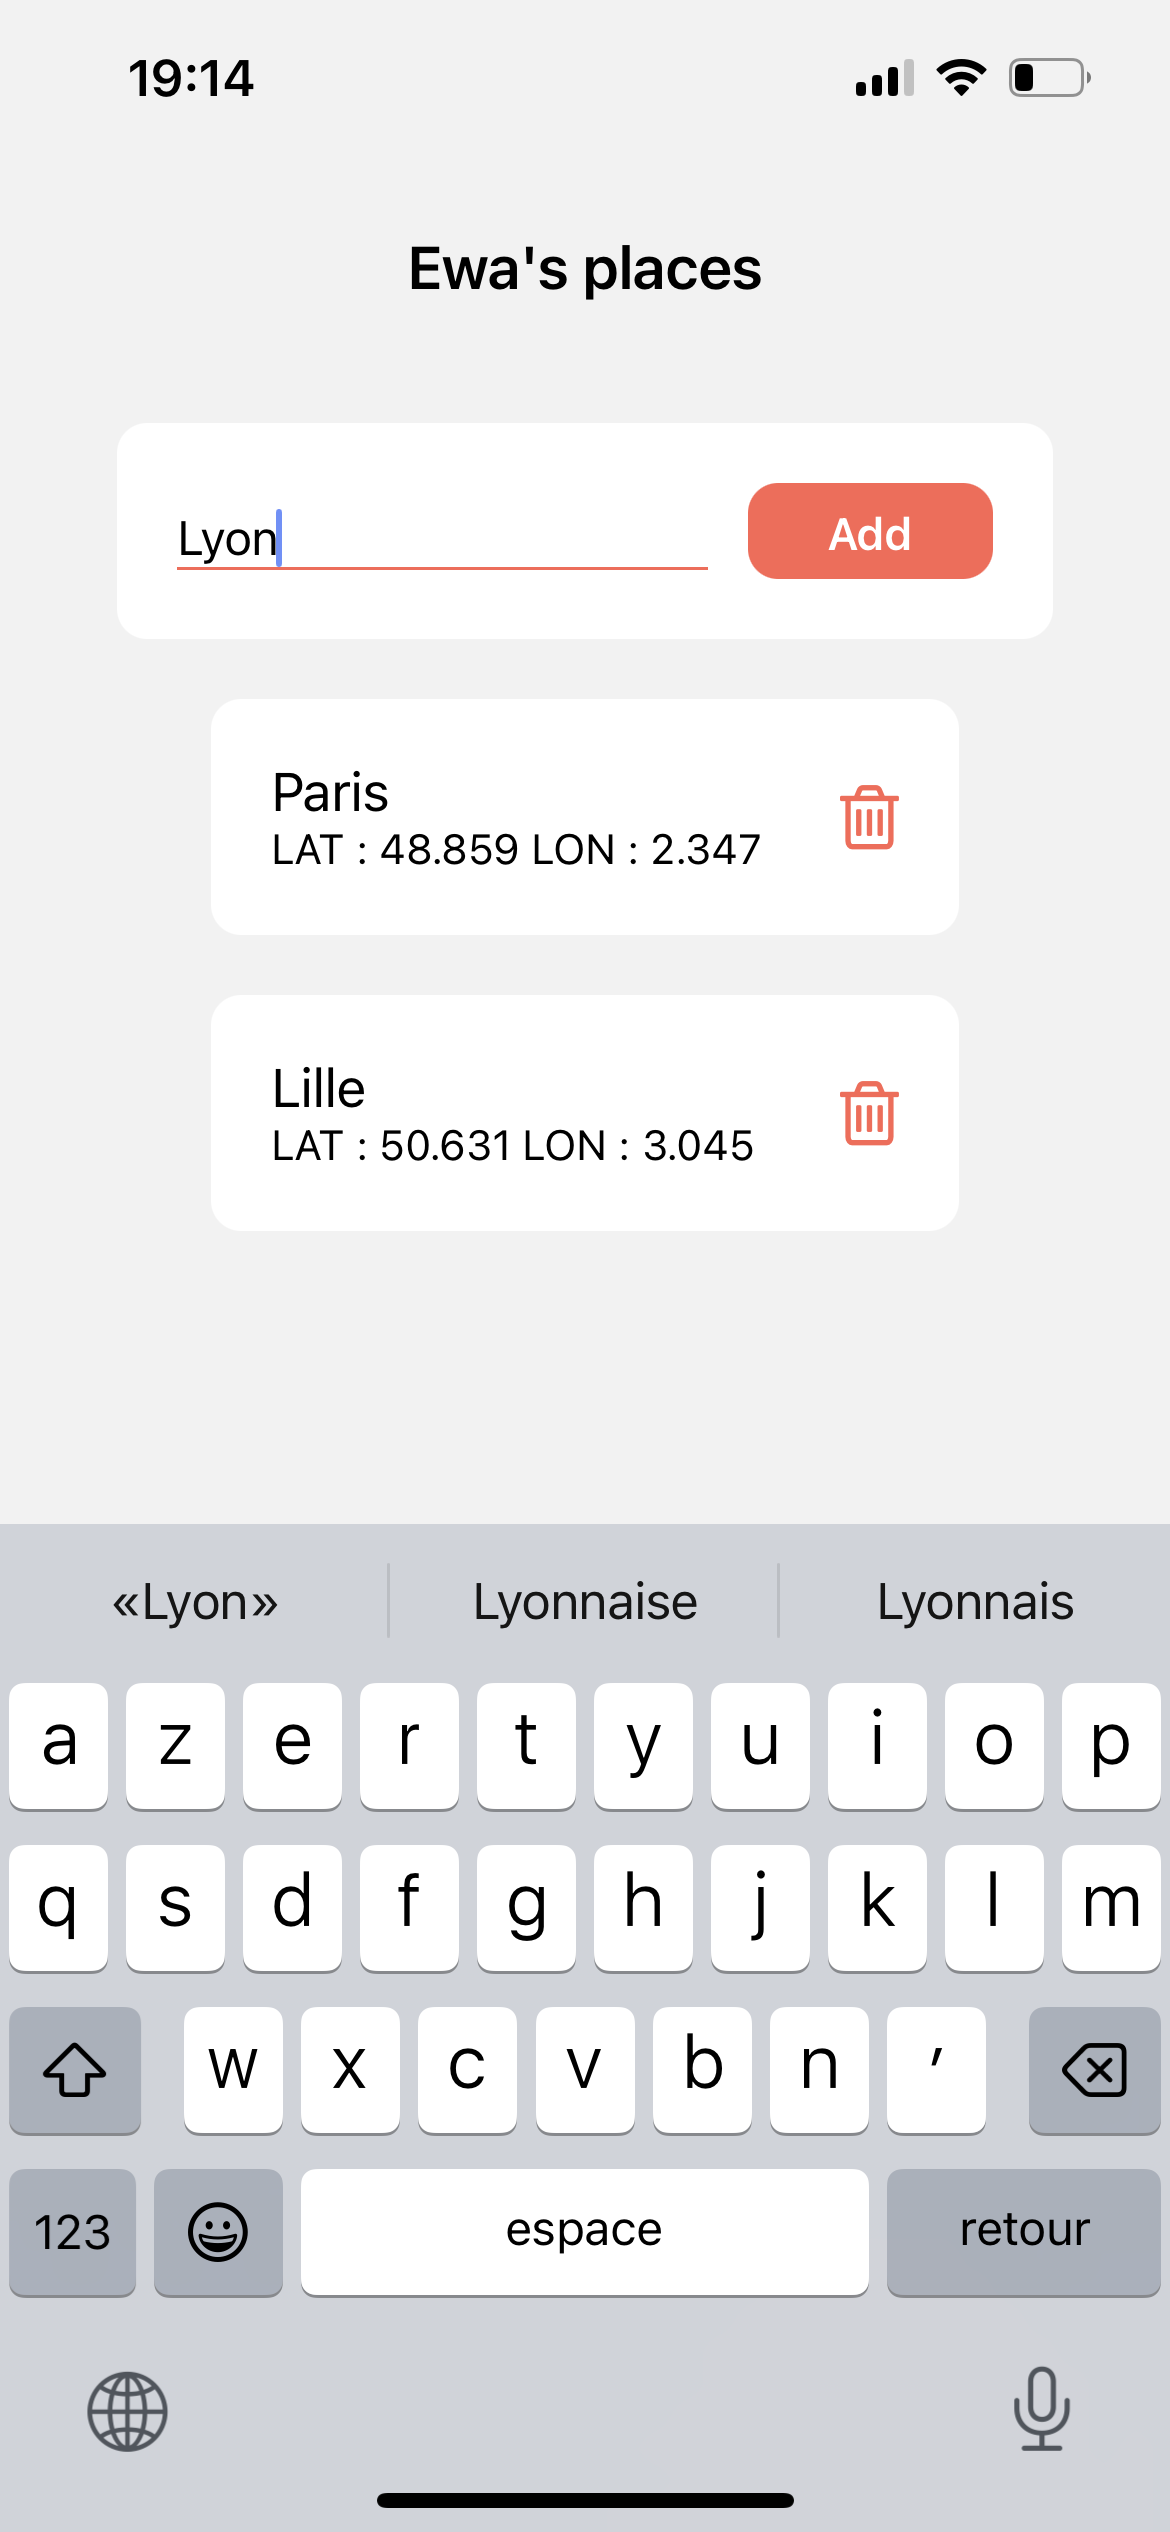 19:14
Ewa's places
Lyon
Add
Paris
LAT : 48.859 LON : 2.347
Lille
LAT : 50.631 LON : 3.045
«Lyon» Lyonnaise Lyonnais
a z e r t y u i o p
q s d f g h j k l m
w x c v b n ′
123 espace retour